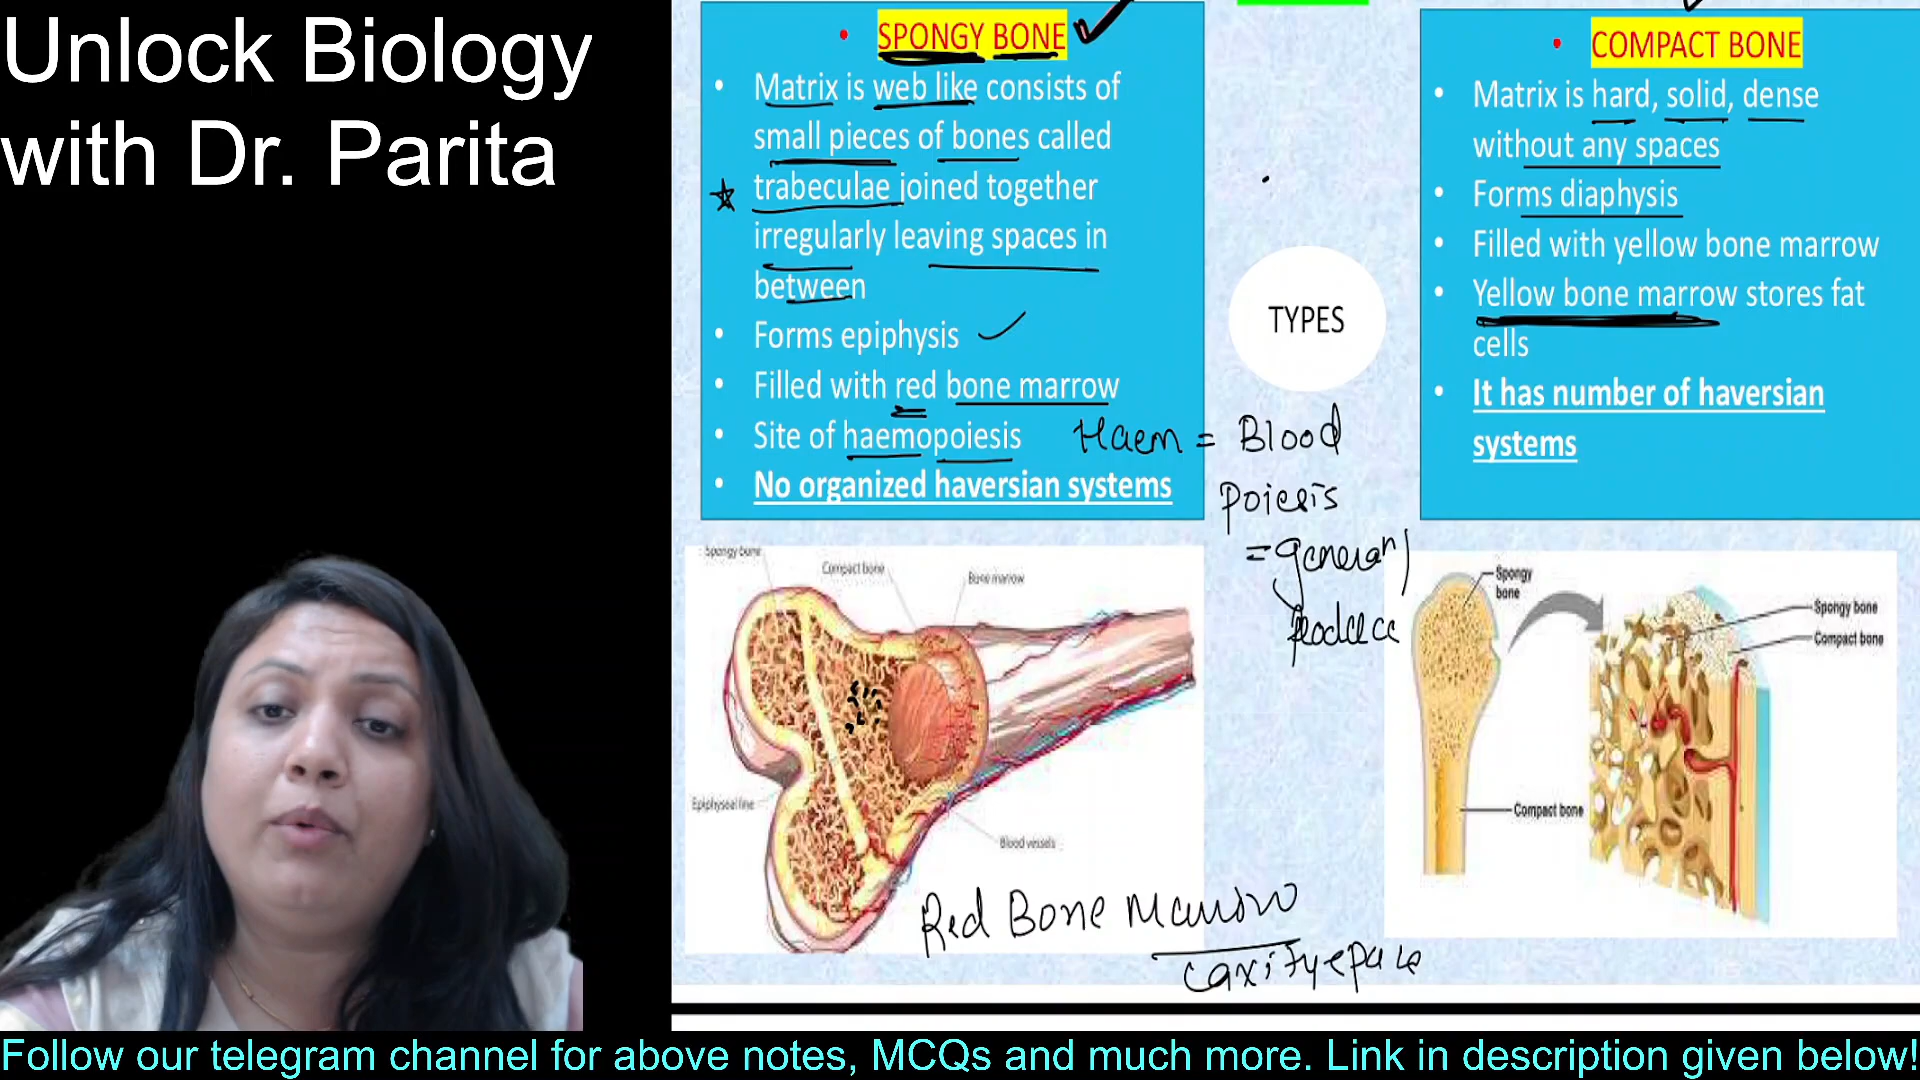 Unlock Biology
with Dr. Parita
• SPONGY BONE
• Matrix is web like consists of
small pieces of bones called
trabeculae joined together
irregularly leaving spaces in
between
• Forms epiphysis
• Filled with red bone marrow
• Site of haemopoiesis
• No organized haversian systems
Haem = Blood
Poiesis
= generan)
produce
TYPES
• COMPACT BONE
• Matrix is hard, solid, dense
without any spaces
• Forms diaphysis
• Filled with yellow bone marrow
• Yellow bone marrow stores fat
cells
• It has number of haversian
systems
Spongy bone
Compact bone
Bone marrow
Epiphyseal line
Blood vessels
Red Bone Marrow
Spongy
bone
Compact bone
Spongy bone
Compact bone
Follow our telegram channel for above notes, MCQs and much more. Link in description given below!